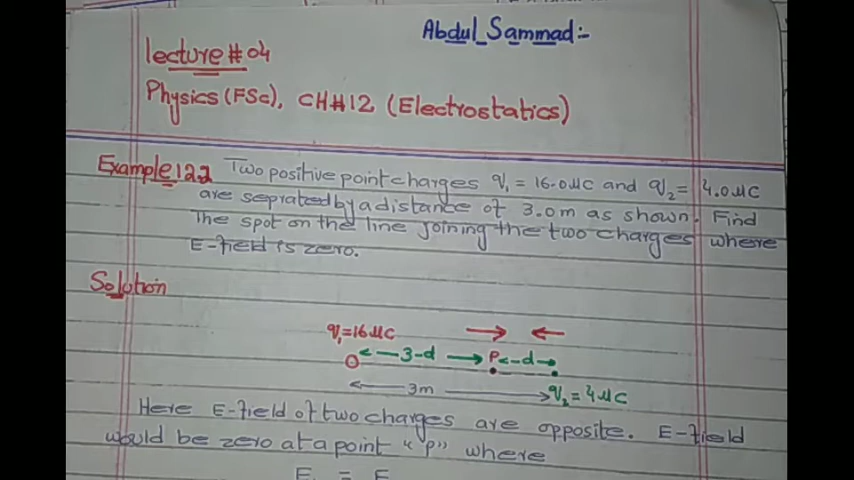 Abdul Sammad:-
lecture # 04
Physics (FSc), CH#12 (Electrostatics)
Example 12.2 Two positive point charges q₁ = 16.0 μC and q₂ = 4.0 μC
are seprated by a distance of 3.0 m as shown. Find
The spot on the line joining the two charges where
E-field is zero.
Solution
q₁=16 μC
3-d P d
3m
q₂ = 4 μC
Here E-field of two charges are opposite. E-field
would be zero at a point "P" where